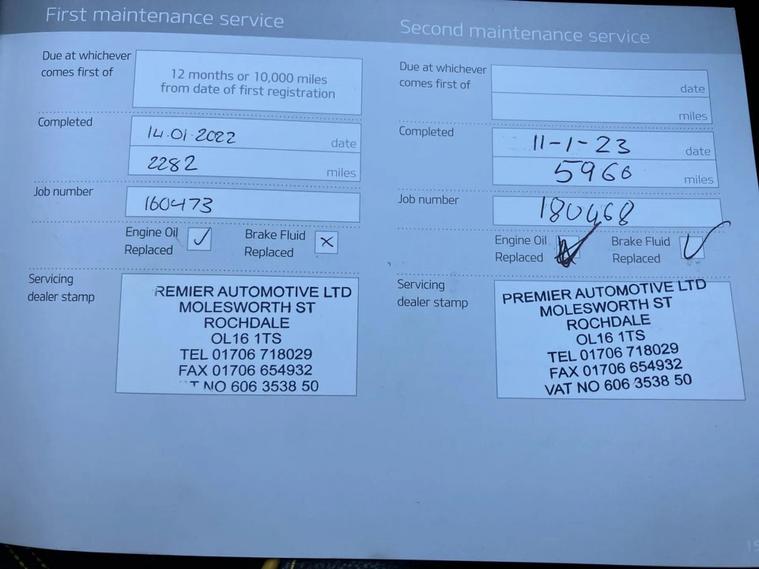 First maintenance service
Due at whichever
comes first of
12 months or 10,000 miles
from date of first registration
Completed
14.01.2022
date
2282
miles
Job number
160473
Engine Oil
Replaced
Brake Fluid
Replaced
Servicing
dealer stamp
REMIER AUTOMOTIVE LTD
MOLESWORTH ST
ROCHDALE
OL16 1TS
TEL 01706 718029
FAX 01706 654932
T NO 606 3538 50
Second maintenance service
Due at whichever
comes first of
date
miles
Completed
11-1-23
date
5960
miles
Job number
180468
Engine Oil
Replaced
Brake Fluid
Replaced
Servicing
dealer stamp
PREMIER AUTOMOTIVE LTD
MOLESWORTH ST
ROCHDALE
OL16 1TS
TEL 01706 718029
FAX 01706 654932
VAT NO 606 3538 50